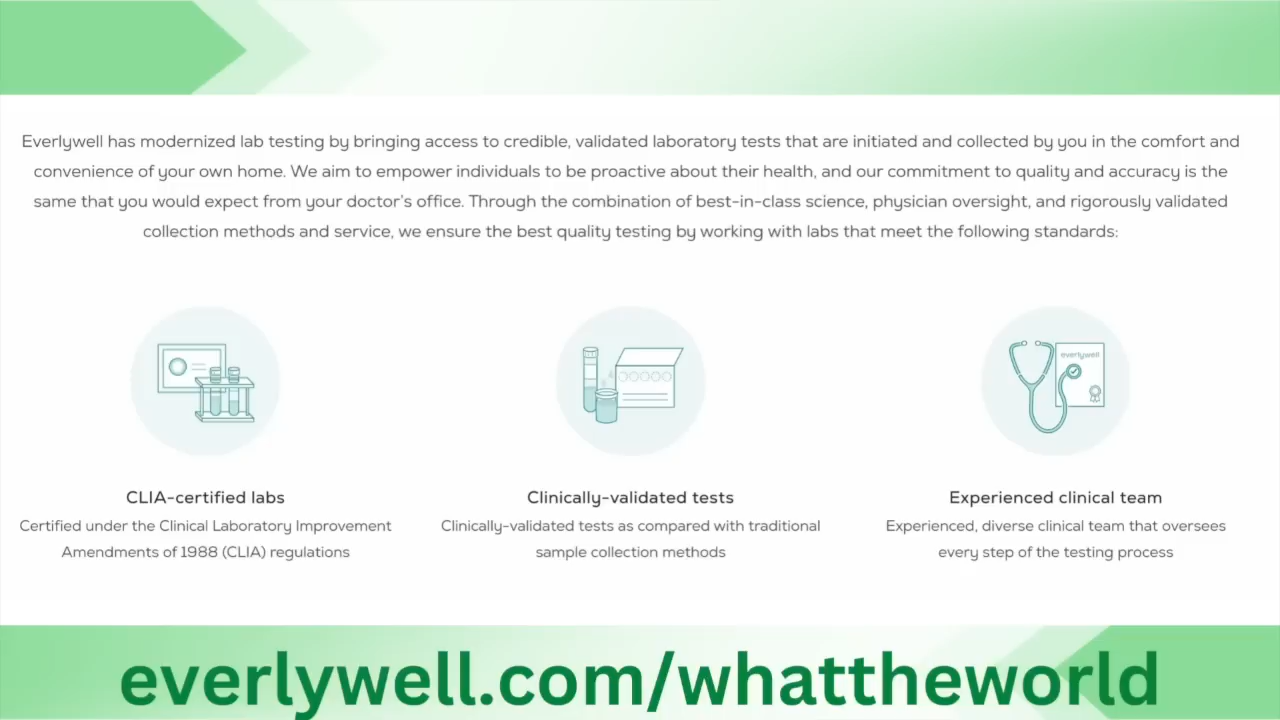 Everlywell has modernized lab testing by bringing access to credible, validated laboratory tests that are initiated and collected by you in the comfort and
convenience of your own home. We aim to empower individuals to be proactive about their health, and our commitment to quality and accuracy is the
same that you would expect from your doctor's office. Through the combination of best-in-class science, physician oversight, and rigorously validated
collection methods and service, we ensure the best quality testing by working with labs that meet the following standards:
everlywell
CLIA-certified labs
Certified under the Clinical Laboratory Improvement
Amendments of 1988 (CLIA) regulations
Clinically-validated tests
Clinically-validated tests as compared with traditional
sample collection methods
Experienced clinical team
Experienced, diverse clinical team that oversees
every step of the testing process
everlywell.com/whattheworld